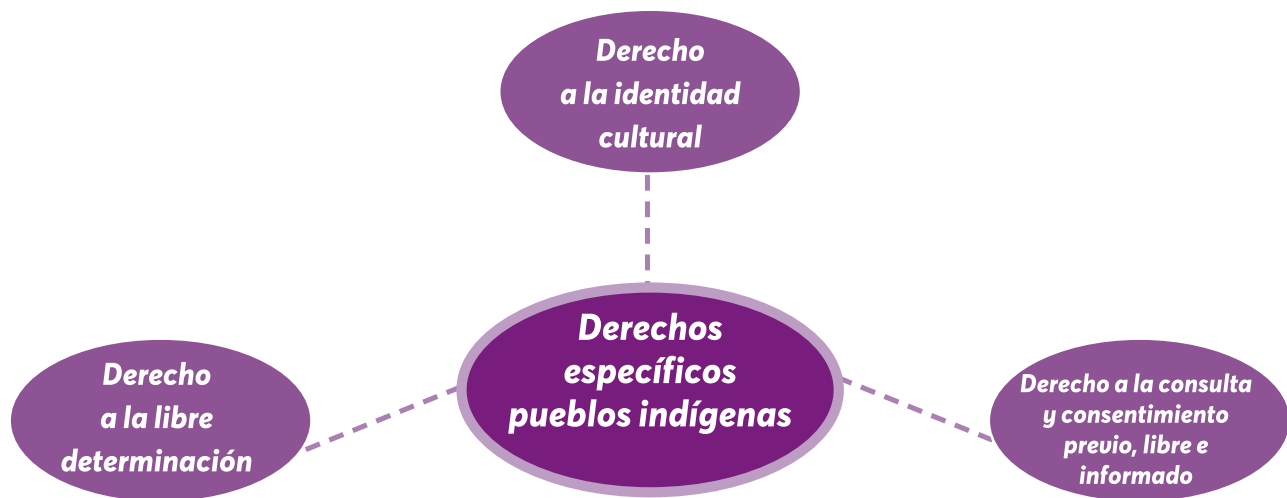 Derecho
a la identidad
cultural
Derechos
específicos
pueblos indígenas
Derecho
a la libre
determinación
Derecho a la consulta
y consentimiento
previo, libre e
informado